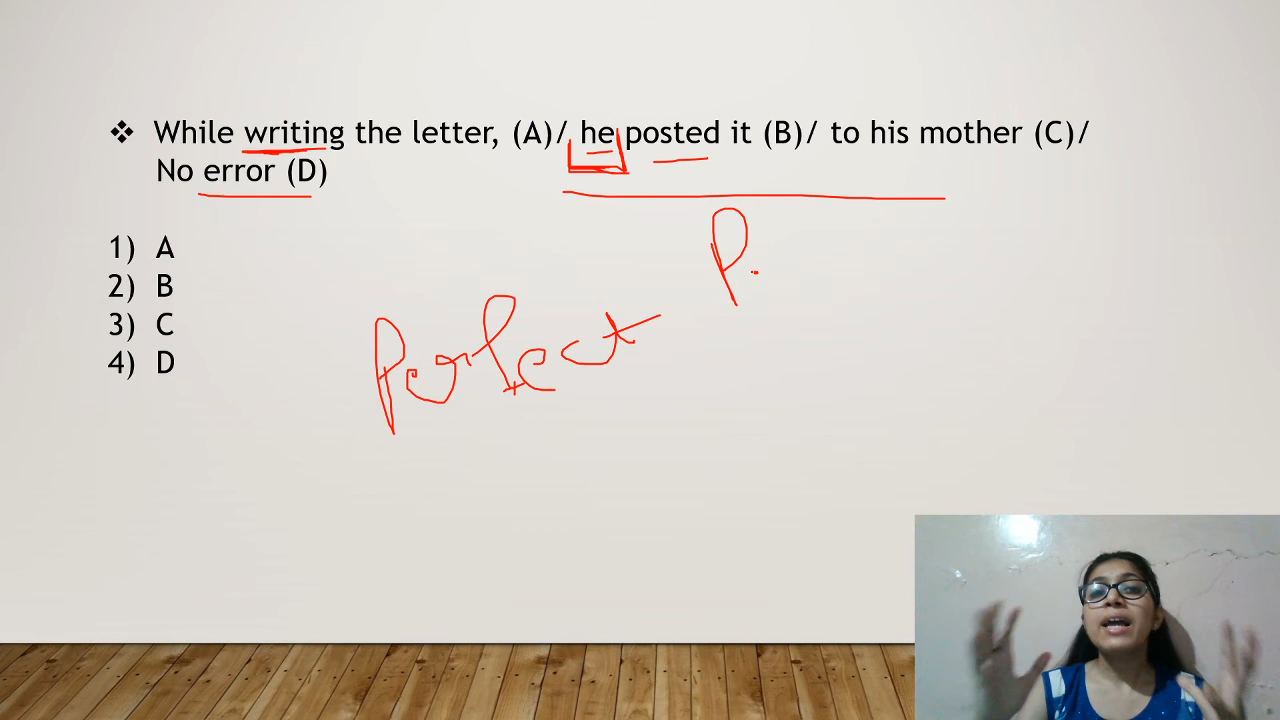 ❖ While writing the letter, (A)/ he posted it (B)/ to his mother (C)/
No error (D)
1) A
2) B
3) C
4) D
P.
Perfect